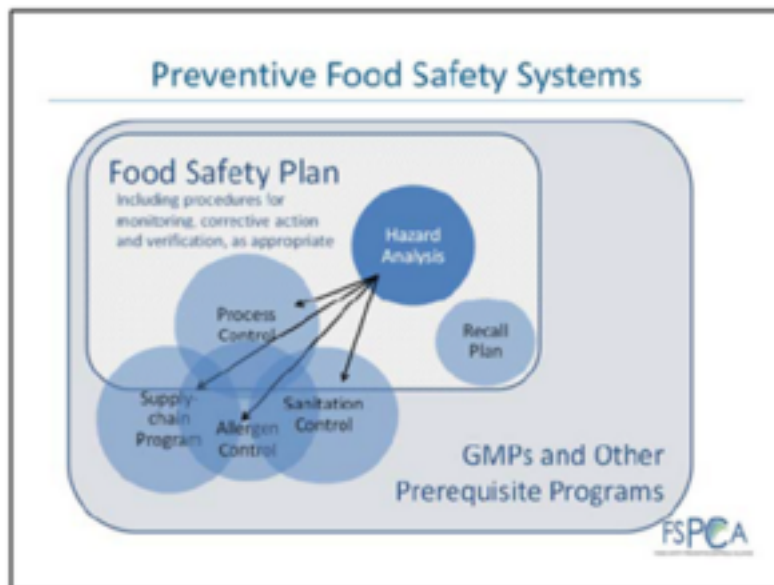 Preventive Food Safety Systems
Food Safety Plan
Including procedures for
monitoring, corrective action
and verification, as appropriate
Hazard
Analysis
Process
Control
Recall
Plan
Supply-
chain
Program
Allergen
Control
Sanitation
Control
GMPs and Other
Prerequisite Programs
FSPCA